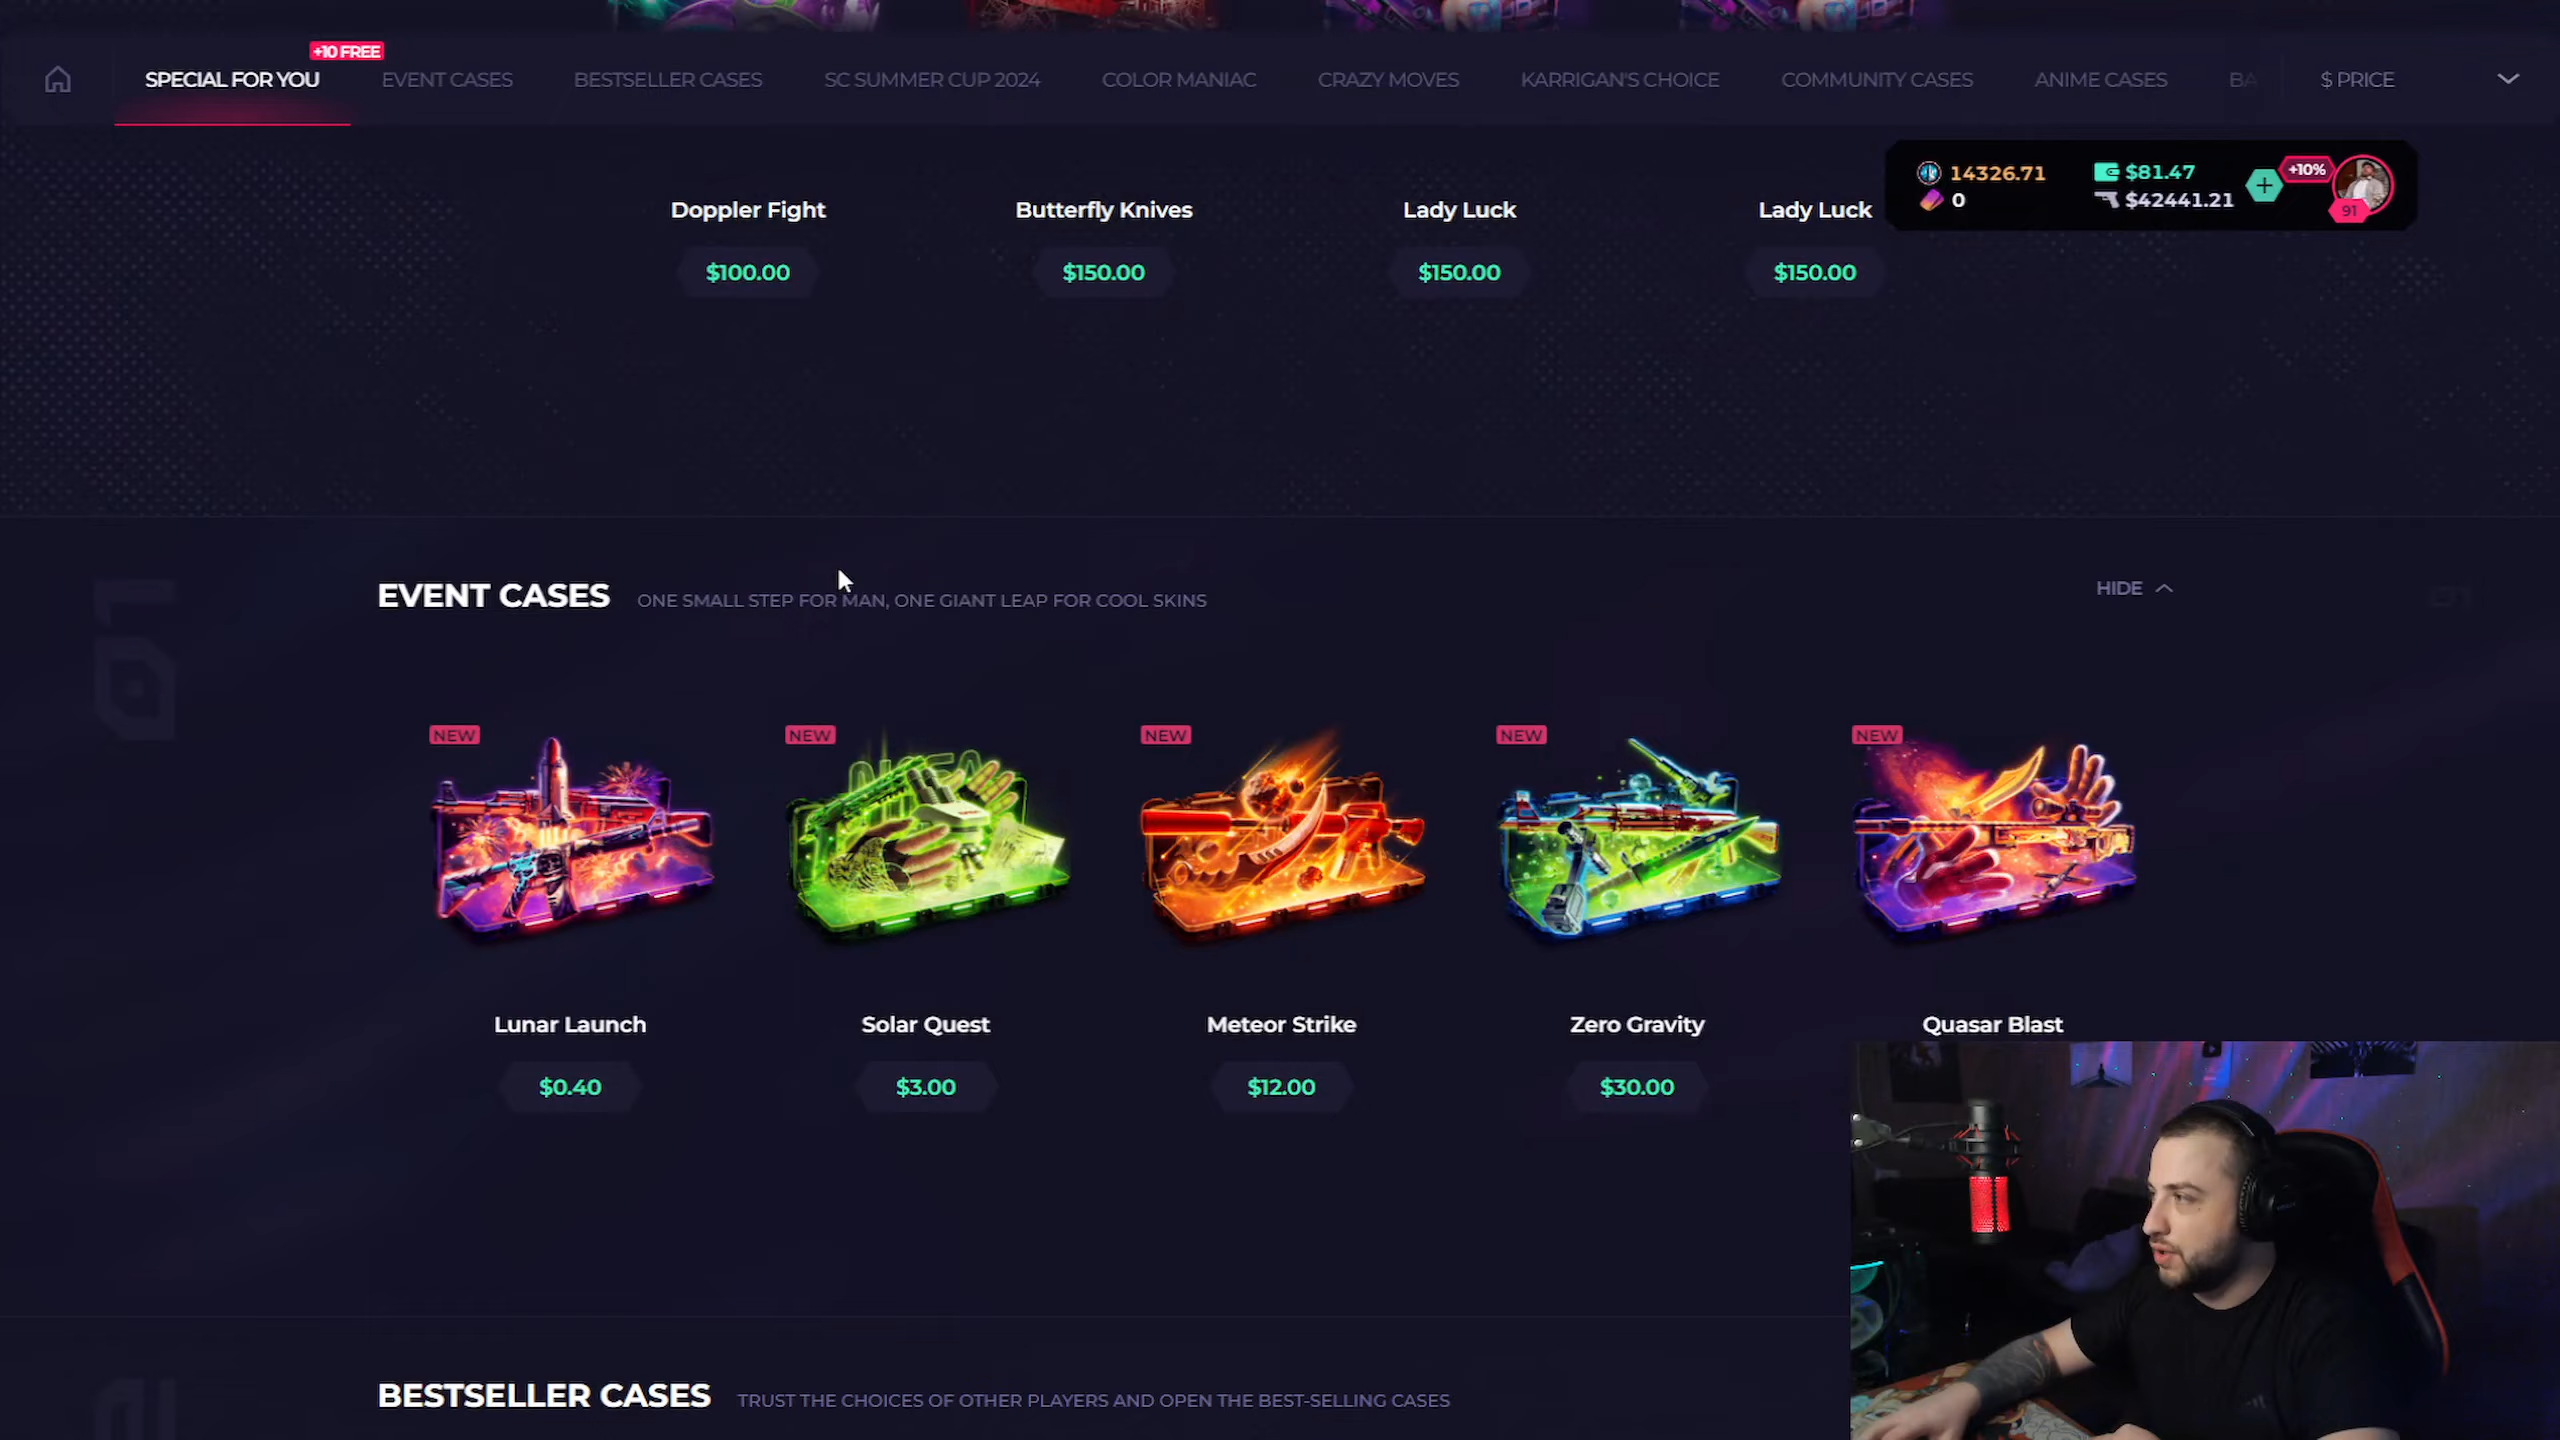 +10 FREE
SPECIAL FOR YOU
EVENT CASES
BESTSELLER CASES
SC SUMMER CUP 2024
COLOR MANIAC
CRAZY MOVES
KARRIGAN'S CHOICE
COMMUNITY CASES
ANIME CASES
BA
$ PRICE
14326.71
$81.47
+10%
0
$42441.21
91
Doppler Fight
Butterfly Knives
Lady Luck
Lady Luck
$100.00
$150.00
$150.00
$150.00
EVENT CASES
ONE SMALL STEP FOR MAN, ONE GIANT LEAP FOR COOL SKINS
HIDE
NEW
NEW
NEW
NEW
NEW
Lunar Launch
Solar Quest
Meteor Strike
Zero Gravity
Quasar Blast
$0.40
$3.00
$12.00
$30.00
BESTSELLER CASES
TRUST THE CHOICES OF OTHER PLAYERS AND OPEN THE BEST-SELLING CASES